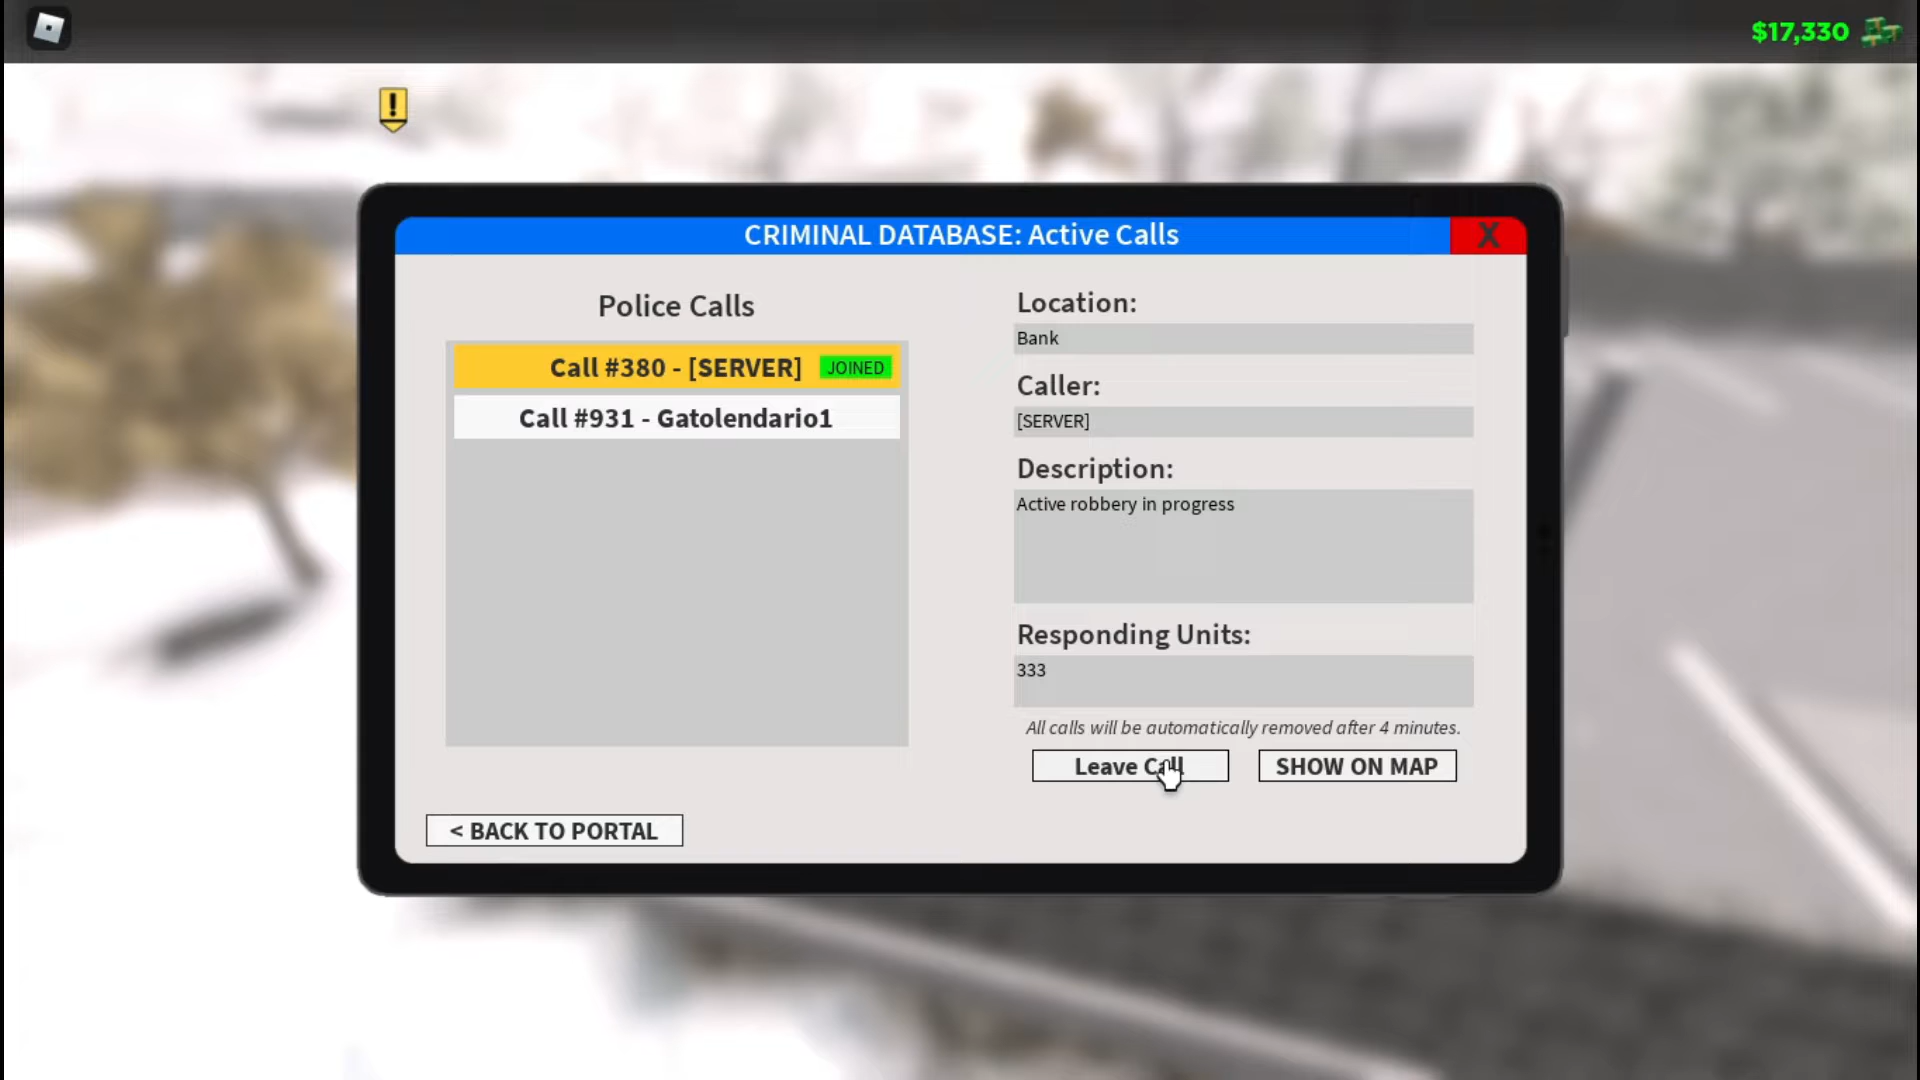 $17,330
!
CRIMINAL DATABASE: Active Calls
X
Police Calls
Call #380 - [SERVER] JOINED
Call #931 - Gatolendario1
Location:
Bank
Caller:
[SERVER]
Description:
Active robbery in progress
Responding Units:
333
All calls will be automatically removed after 4 minutes.
Leave Call
SHOW ON MAP
< BACK TO PORTAL